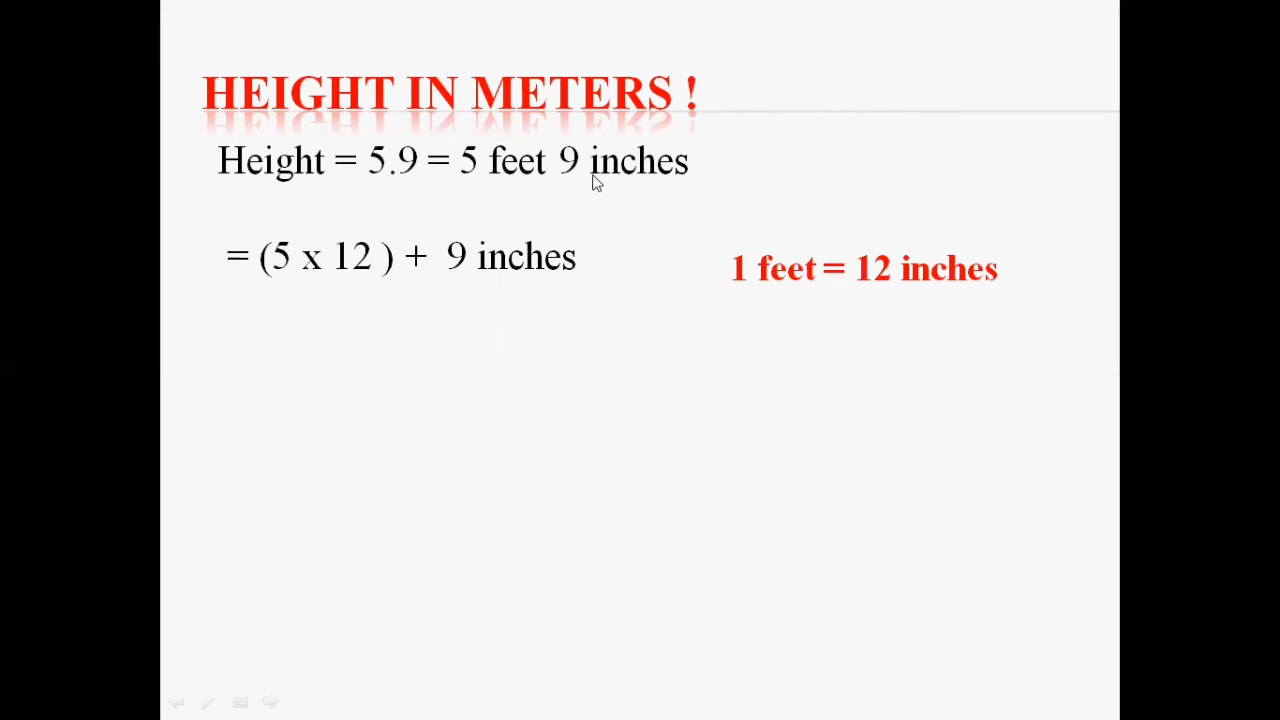 HEIGHT IN METERS !
Height = 5.9 = 5 feet 9 inches
= (5 x 12 ) + 9 inches
1 feet = 12 inches